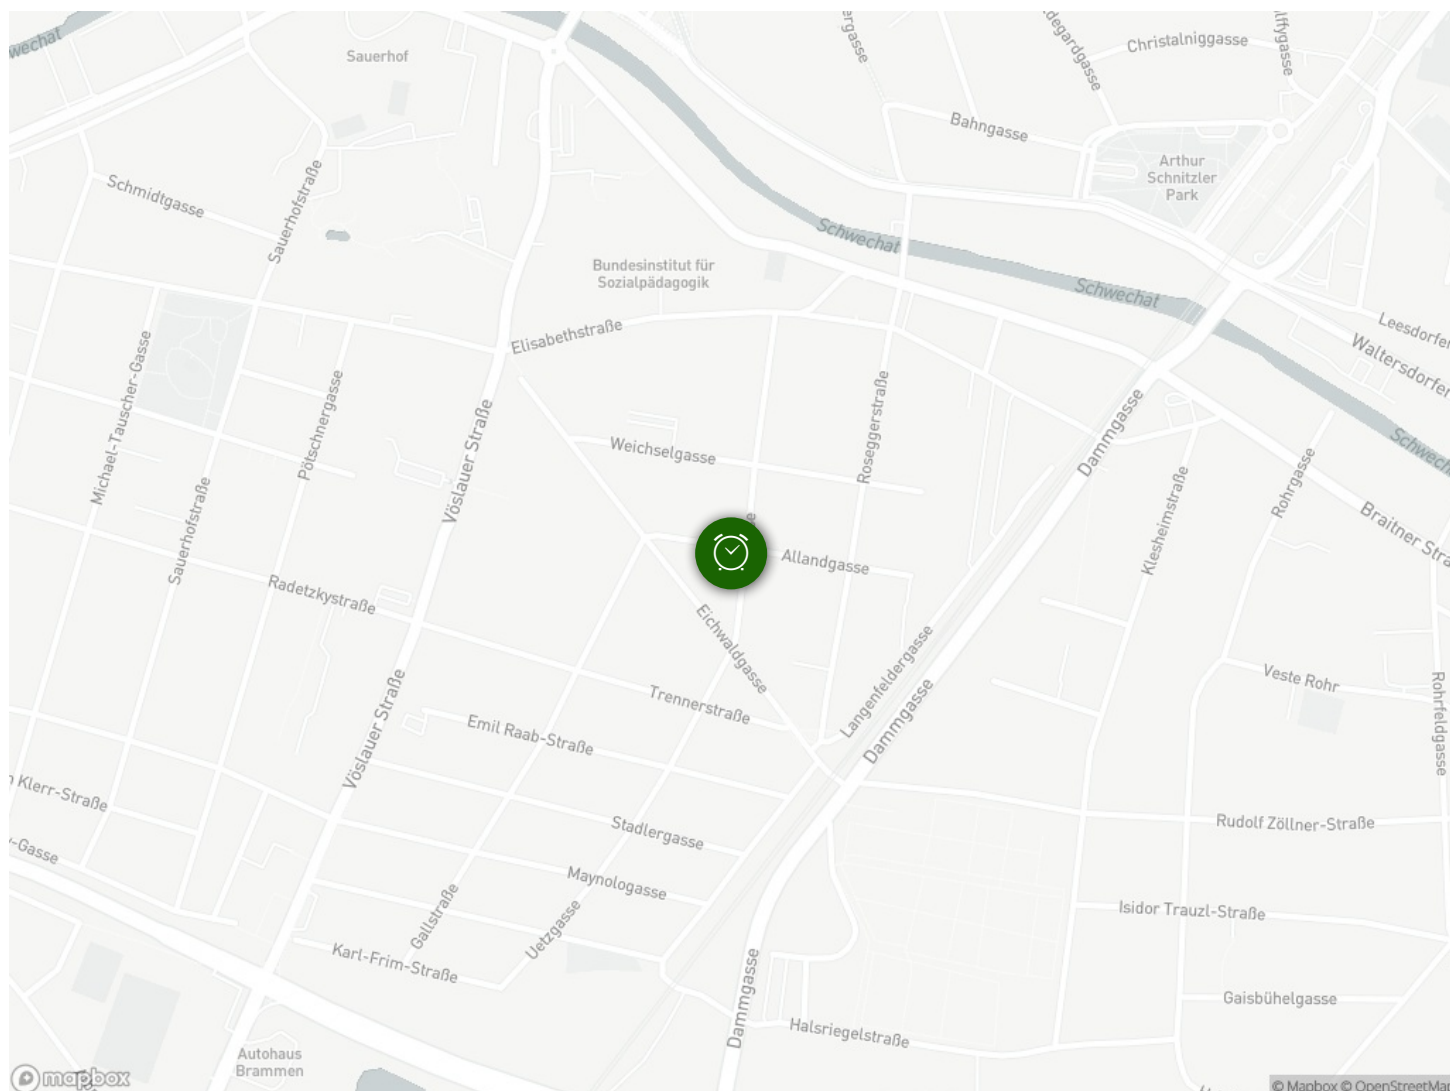 Schwechat
Sauerhof
Christalniggasse
Bahngasse
Arthur
Schnitzler
Park
Schmidtgasse
Sauerhofstraße
Schwechat
Bundesinstitut für
Sozialpädagogik
Schwechat
Elisabethstraße
Leesdorfer
Waltersdorfer
Michael-Tauscher-Gasse
Pötschnergasse
Vöslauer Straße
Weichselgasse
Roseggerstraße
Dammgasse
Rohrgasse
Klesheimstraße
Braitner Stra
Sauerhofstraße
Radetzkystraße
Allandgasse
Eichwaldgasse
Langenfeldergasse
Veste Rohr
Rohrfeldgasse
Vöslauer Straße
Trennerstraße
Dammgasse
Emil Raab-Straße
Klerr-Straße
Stadlergasse
Rudolf Zöllner-Straße
-Gasse
Maynologasse
Gallstraße
Uetzgasse
Isidor Trauzl-Straße
Karl-Frim-Straße
Dammgasse
Gaisbühelgasse
Halsriegelstraße
Autohaus
Brammen
mapbox
© Mapbox © OpenStreetMap